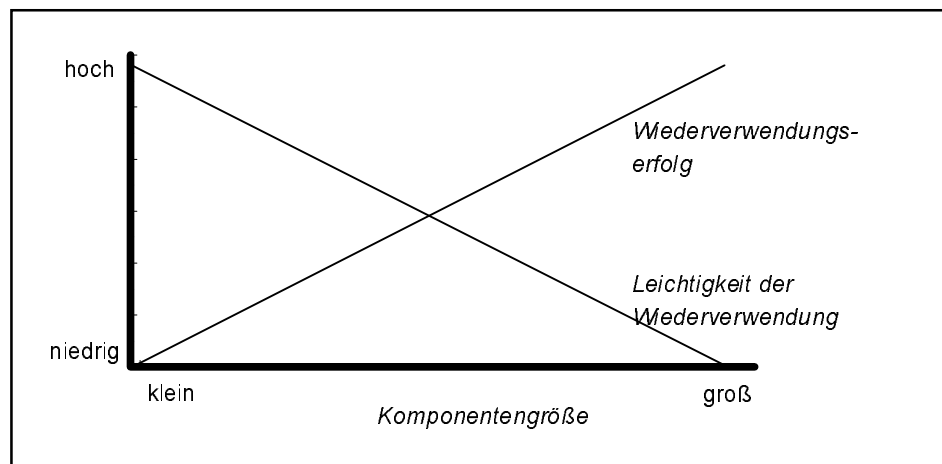 hoch
Wiederverwendungs-
erfolg
Leichtigkeit der
Wiederverwendung
niedrig
klein
groß
Komponentengröße